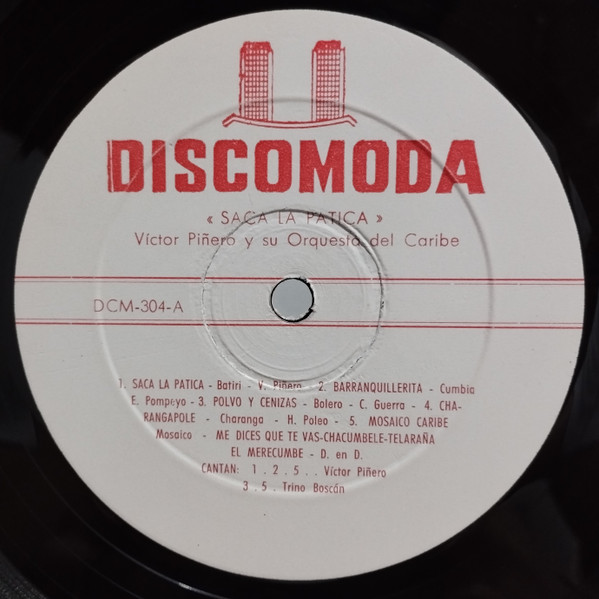 DISCOMODA
« SACA LA PATICA »
Víctor Piñero y su Orquesta del Caribe
DCM-304-A
1. SACA LA PATICA - Batiri - V. Piñero - 2. BARRANQUILLERITA - Cumbia
E. Pompeyo - 3. POLVO Y CENIZAS - Bolero - C. Guerra - 4. CHA-
RANGAPOLE - Charanga - H. Poleo - 5. MOSAICO CARIBE
Mosaico - ME DICES QUE TE VAS-CHACUMBELE-TELARAÑA
EL MERECUMBE - D. en D.
CANTAN: 1 . 2 . 5 . . Víctor Piñero
3 . 5 . Trino Boscán